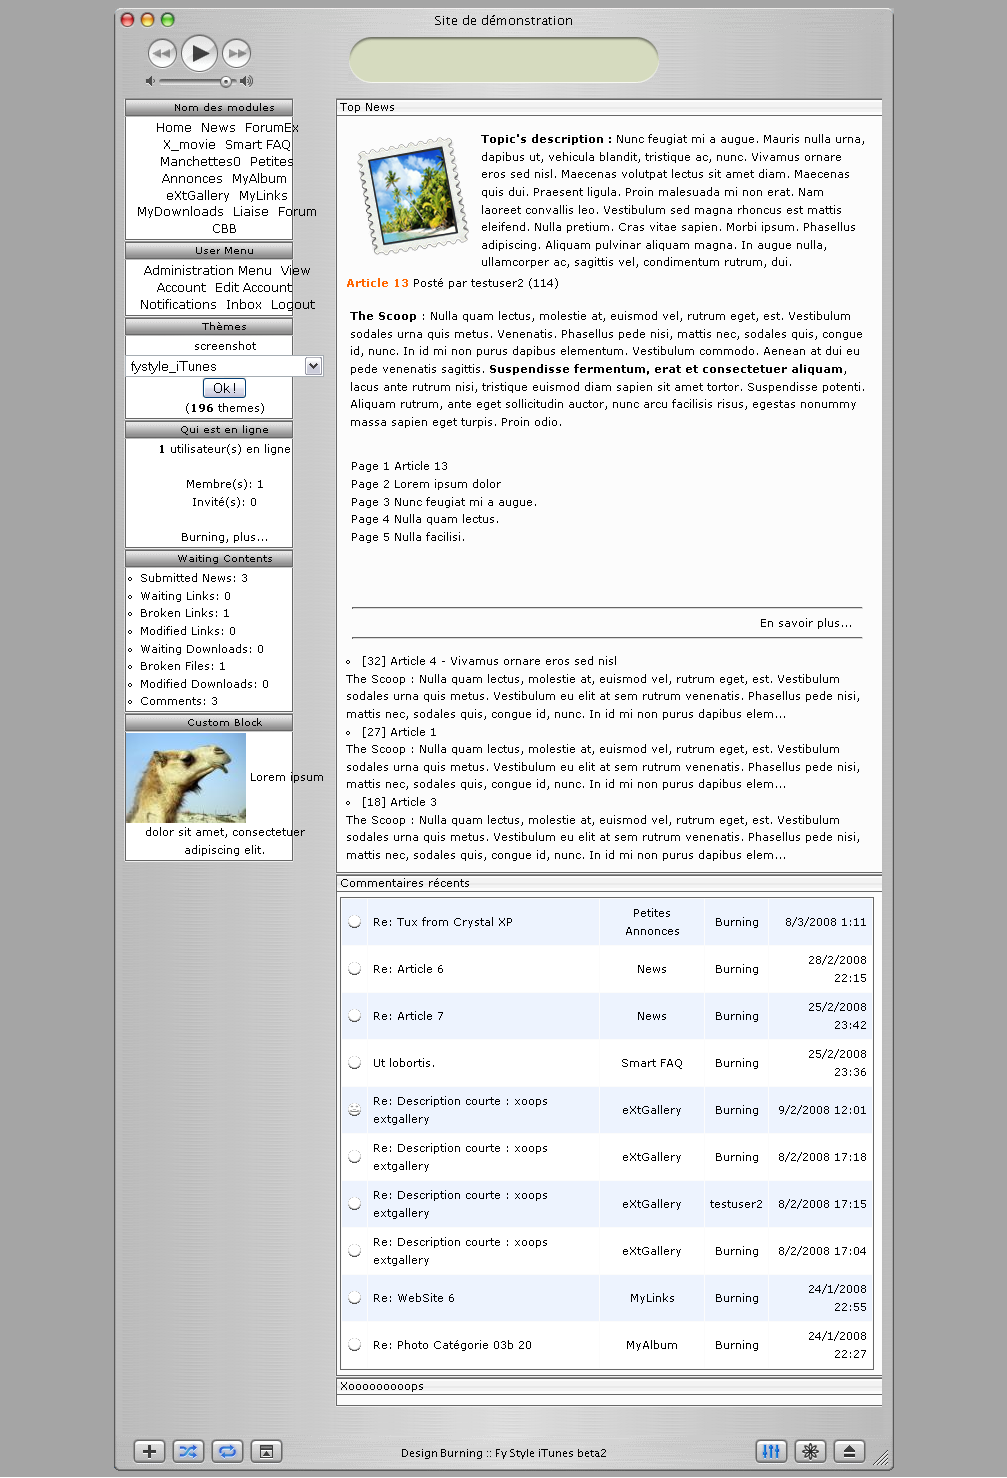 Site de démonstration
Nom des modules
Home News ForumEx
X_movie Smart FAQ
Manchettes0 Petites
Annonces MyAlbum
eXtGallery MyLinks
MyDownloads Liaise Forum
CBB
User Menu
Administration Menu View
Account Edit Account
Notifications Inbox Logout
Thèmes
screenshot
fystyle_iTunes
Ok !
(196 themes)
Qui est en ligne
1 utilisateur(s) en ligne
Membre(s): 1
Invité(s): 0
Burning, plus...
Waiting Contents
Submitted News: 3
Waiting Links: 0
Broken Links: 1
Modified Links: 0
Waiting Downloads: 0
Broken Files: 1
Modified Downloads: 0
Comments: 3
Custom Block
Lorem ipsum
dolor sit amet, consectetuer
adipiscing elit.
Top News
Topic's description : Nunc feugiat mi a augue. Mauris nulla urna,
dapibus ut, vehicula blandit, tristique ac, nunc. Vivamus ornare
eros sed nisl. Maecenas volutpat lectus sit amet diam. Maecenas
quis dui. Praesent ligula. Proin malesuada mi non erat. Nam
laoreet convallis leo. Vestibulum sed magna rhoncus est mattis
eleifend. Nulla pretium. Cras vitae sapien. Morbi ipsum. Phasellus
adipiscing. Aliquam pulvinar aliquam magna. In augue nulla,
ullamcorper ac, sagittis vel, condimentum rutrum, dui.
Article 13 Posté par testuser2 (114)
The Scoop : Nulla quam lectus, molestie at, euismod vel, rutrum eget, est. Vestibulum
sodales urna quis metus. Venenatis. Phasellus pede nisi, mattis nec, sodales quis, congue
id, nunc. In id mi non purus dapibus elementum. Vestibulum commodo. Aenean at dui eu
pede venenatis sagittis. Suspendisse fermentum, erat et consectetuer aliquam,
lacus ante rutrum nisi, tristique euismod diam sapien sit amet tortor. Suspendisse potenti.
Aliquam rutrum, ante eget sollicitudin auctor, nunc arcu facilisis risus, egestas nonummy
massa sapien eget turpis. Proin odio.
Page 1 Article 13
Page 2 Lorem ipsum dolor
Page 3 Nunc feugiat mi a augue.
Page 4 Nulla quam lectus.
Page 5 Nulla facilisi.
En savoir plus...
[32] Article 4 - Vivamus ornare eros sed nisl
The Scoop : Nulla quam lectus, molestie at, euismod vel, rutrum eget, est. Vestibulum
sodales urna quis metus. Vestibulum eu elit at sem rutrum venenatis. Phasellus pede nisi,
mattis nec, sodales quis, congue id, nunc. In id mi non purus dapibus elem...
[27] Article 1
The Scoop : Nulla quam lectus, molestie at, euismod vel, rutrum eget, est. Vestibulum
sodales urna quis metus. Vestibulum eu elit at sem rutrum venenatis. Phasellus pede nisi,
mattis nec, sodales quis, congue id, nunc. In id mi non purus dapibus elem...
[18] Article 3
The Scoop : Nulla quam lectus, molestie at, euismod vel, rutrum eget, est. Vestibulum
sodales urna quis metus. Vestibulum eu elit at sem rutrum venenatis. Phasellus pede nisi,
mattis nec, sodales quis, congue id, nunc. In id mi non purus dapibus elem...
Commentaires récents
Re: Tux from Crystal XP Petites Annonces Burning 8/3/2008 1:11
Re: Article 6 News Burning 28/2/2008 22:15
Re: Article 7 News Burning 25/2/2008 23:42
Ut lobortis. Smart FAQ Burning 25/2/2008 23:36
Re: Description courte : xoops extgallery eXtGallery Burning 9/2/2008 12:01
Re: Description courte : xoops extgallery eXtGallery Burning 8/2/2008 17:18
Re: Description courte : xoops extgallery eXtGallery testuser2 8/2/2008 17:15
Re: Description courte : xoops extgallery eXtGallery Burning 8/2/2008 17:04
Re: WebSite 6 MyLinks Burning 24/1/2008 22:55
Re: Photo Catégorie 03b 20 MyAlbum Burning 24/1/2008 22:27
Xooooooooops
Design Burning :: Fy Style iTunes beta2